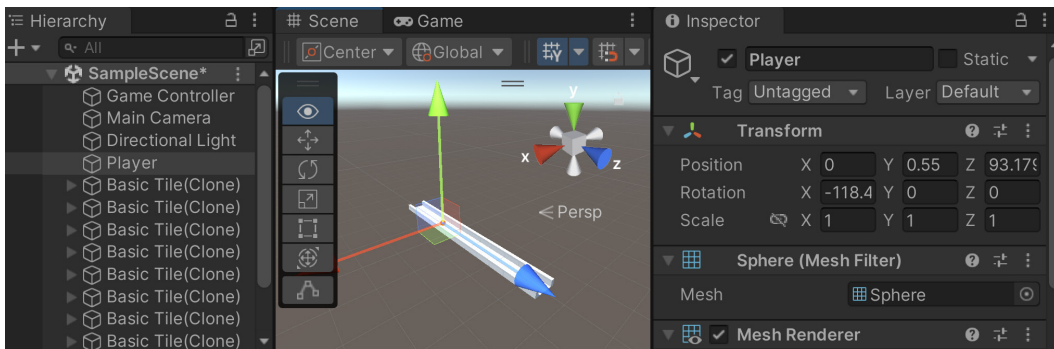 Hierarchy
All
SampleScene*
Game Controller
Main Camera
Directional Light
Player
Basic Tile(Clone)
Basic Tile(Clone)
Basic Tile(Clone)
Basic Tile(Clone)
Basic Tile(Clone)
Basic Tile(Clone)
Basic Tile(Clone)
Basic Tile(Clone)
Scene Game
Center Global
y
x
z
< Persp
Inspector
Player Static
Tag Untagged Layer Default
Transform
Position X 0 Y 0.55 Z 93.179
Rotation X -118.4 Y 0 Z 0
Scale X 1 Y 1 Z 1
Sphere (Mesh Filter)
Mesh Sphere
Mesh Renderer